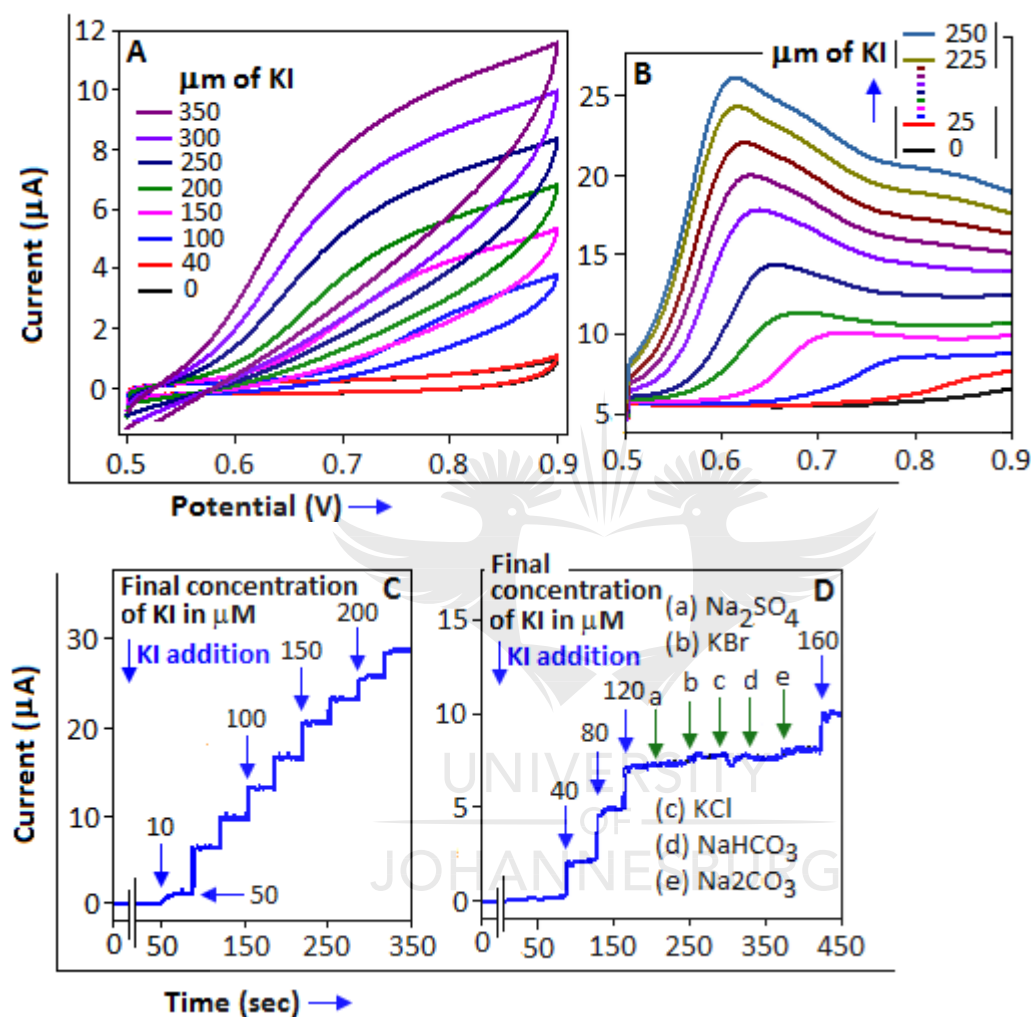 A
μm of KI
350
300
250
200
150
100
40
0
12
10
8
6
4
2
0
0.5 0.6 0.7 0.8 0.9
Current (μA)
Potential (V)
B
μm of KI
250
225
25
0
25
20
15
10
5
0.5 0.6 0.7 0.8 0.9
Final concentration
of KI in μM
C
KI addition
10
50
100
150
200
30
20
10
0
0 50 150 250 350
Current (μA)
Time (sec)
Final
concentration
of KI in μM
D
KI addition
(a) Na2SO4
(b) KBr
40
80
120
a b c d e
160
(c) KCl
(d) NaHCO3
(e) Na2CO3
15
10
5
0
0 50 150 250 350 450
UNIVERSITY
OF
JOHANNESBURG